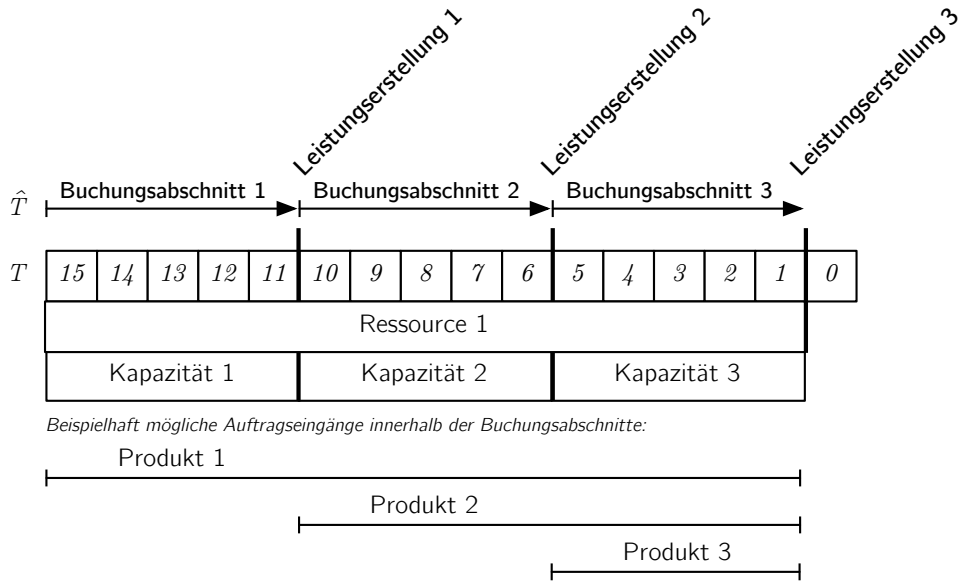 Leistungserstellung 1
Leistungserstellung 2
Leistungserstellung 3
T̂ Buchungsabschnitt 1 Buchungsabschnitt 2 Buchungsabschnitt 3
T 15 14 13 12 11 10 9 8 7 6 5 4 3 2 1 0
Ressource 1
Kapazität 1 Kapazität 2 Kapazität 3
Beispielhaft mögliche Auftragseingänge innerhalb der Buchungsabschnitte:
Produkt 1
Produkt 2
Produkt 3